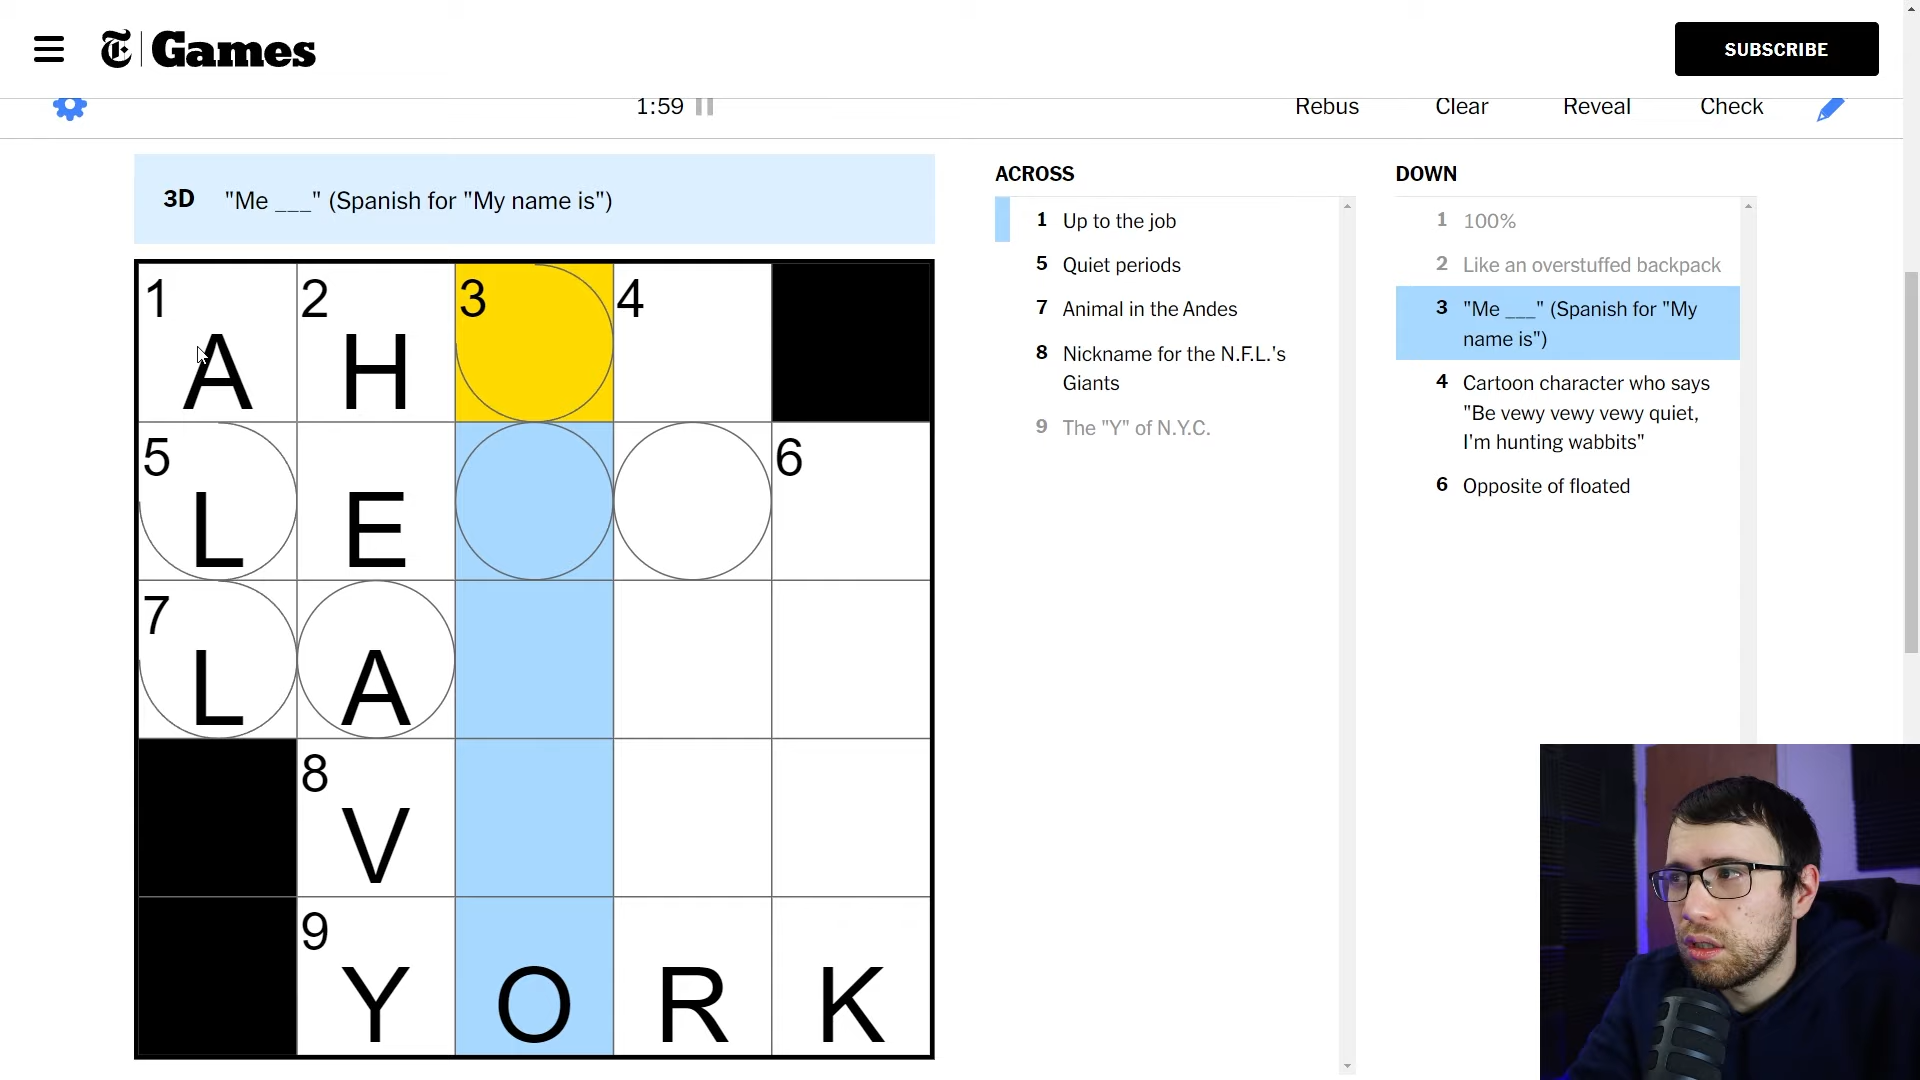 Games
SUBSCRIBE
1:59
Rebus
Clear
Reveal
Check
3D "Me ___" (Spanish for "My name is")
1 A 2 H 3 4
5 L E 6
7 L A
8 V
9 Y O R K
ACROSS
1 Up to the job
5 Quiet periods
7 Animal in the Andes
8 Nickname for the N.F.L.'s
Giants
9 The "Y" of N.Y.C.
DOWN
1 100%
2 Like an overstuffed backpack
3 "Me ___" (Spanish for "My
name is")
4 Cartoon character who says
"Be vewy vewy vewy quiet,
I'm hunting wabbits"
6 Opposite of floated